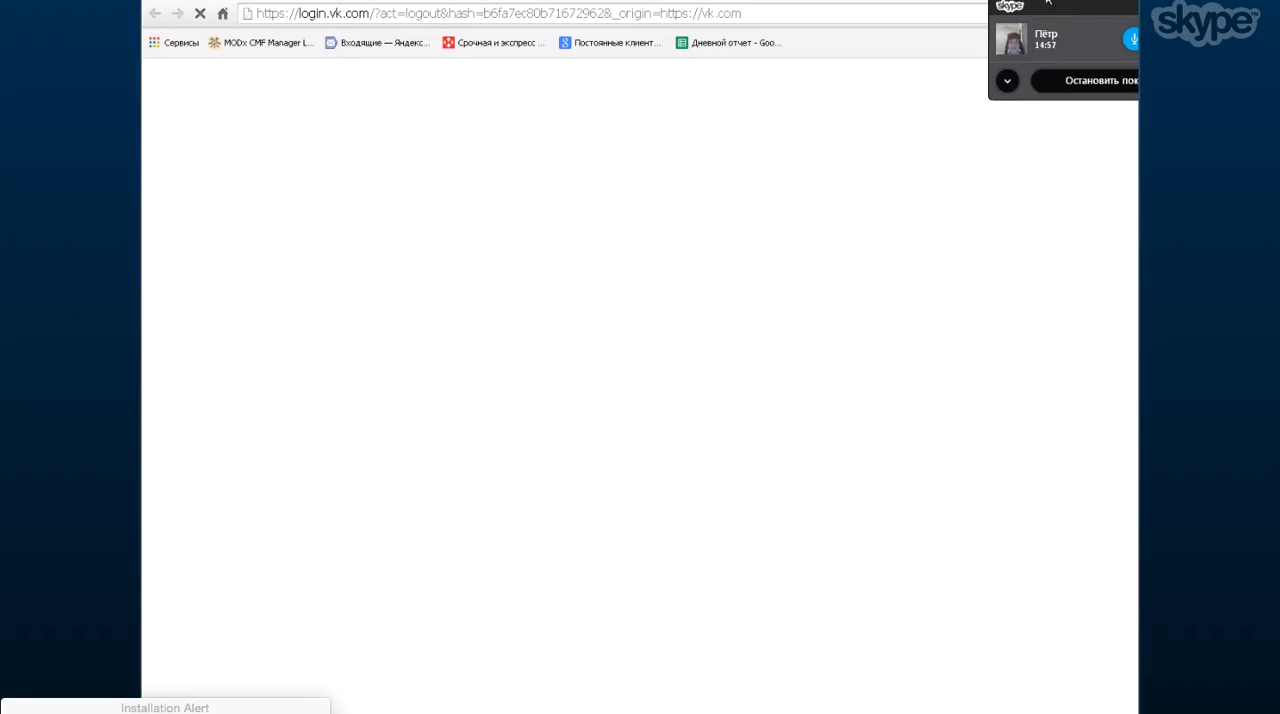 https://login.vk.com/?act=logout&hash=b6fa7ec80b71672962&_origin=https://vk.com
skype
skype™
Пётр
14:57
Сервисы
MODx CMF Manager L...
Входящие — Яндекс...
Срочная и экспресс ...
Постоянные клиент...
Дневной отчет - Goo...
Остановить пок
Installation Alert